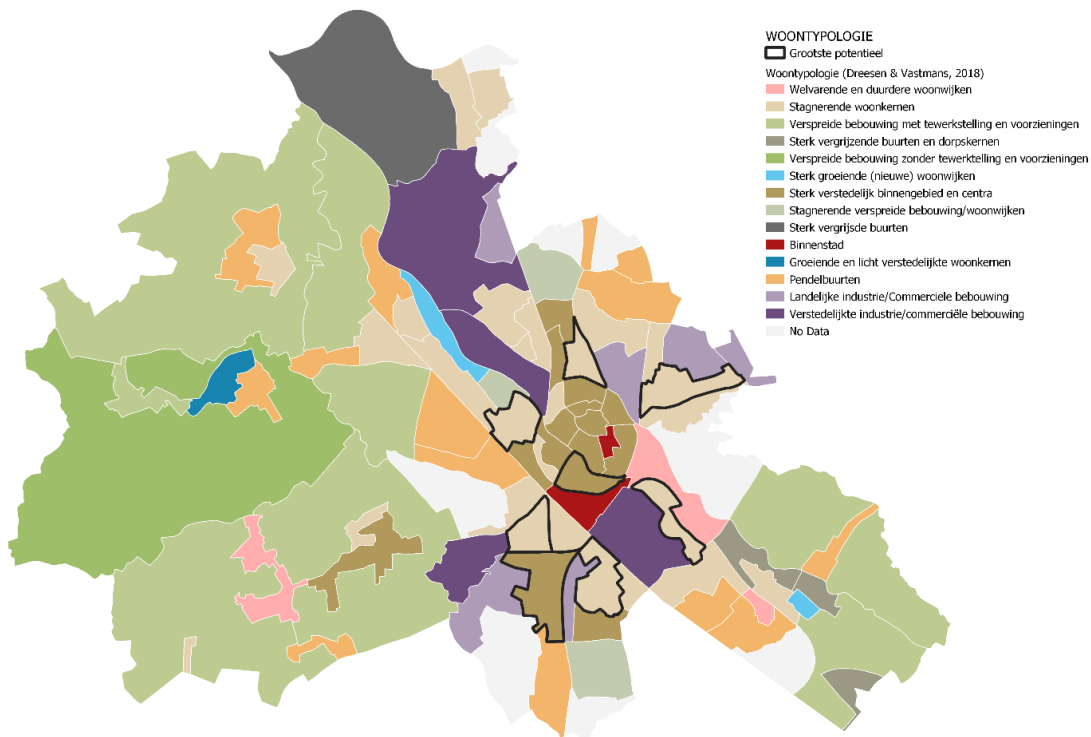 WOONTYPOLOGIE
Grootste potentieel
Woontypologie (Dreesen & Vastmans, 2018)
Welvarende en duurdere woonwijken
Stagnerende woonkernen
Verspreide bebouwing met tewerkstelling en voorzieningen
Sterk vergrijzende buurten en dorpskernen
Verspreide bebouwing zonder tewerktelling en voorzieningen
Sterk groeiende (nieuwe) woonwijken
Sterk verstedelijk binnengebied en centra
Stagnerende verspreide bebouwing/woonwijken
Sterk vergrijsde buurten
Binnenstad
Groeiende en licht verstedelijkte woonkernen
Pendelbuurten
Landelijke industrie/Commerciele bebouwing
Verstedelijkte industrie/commerciële bebouwing
No Data